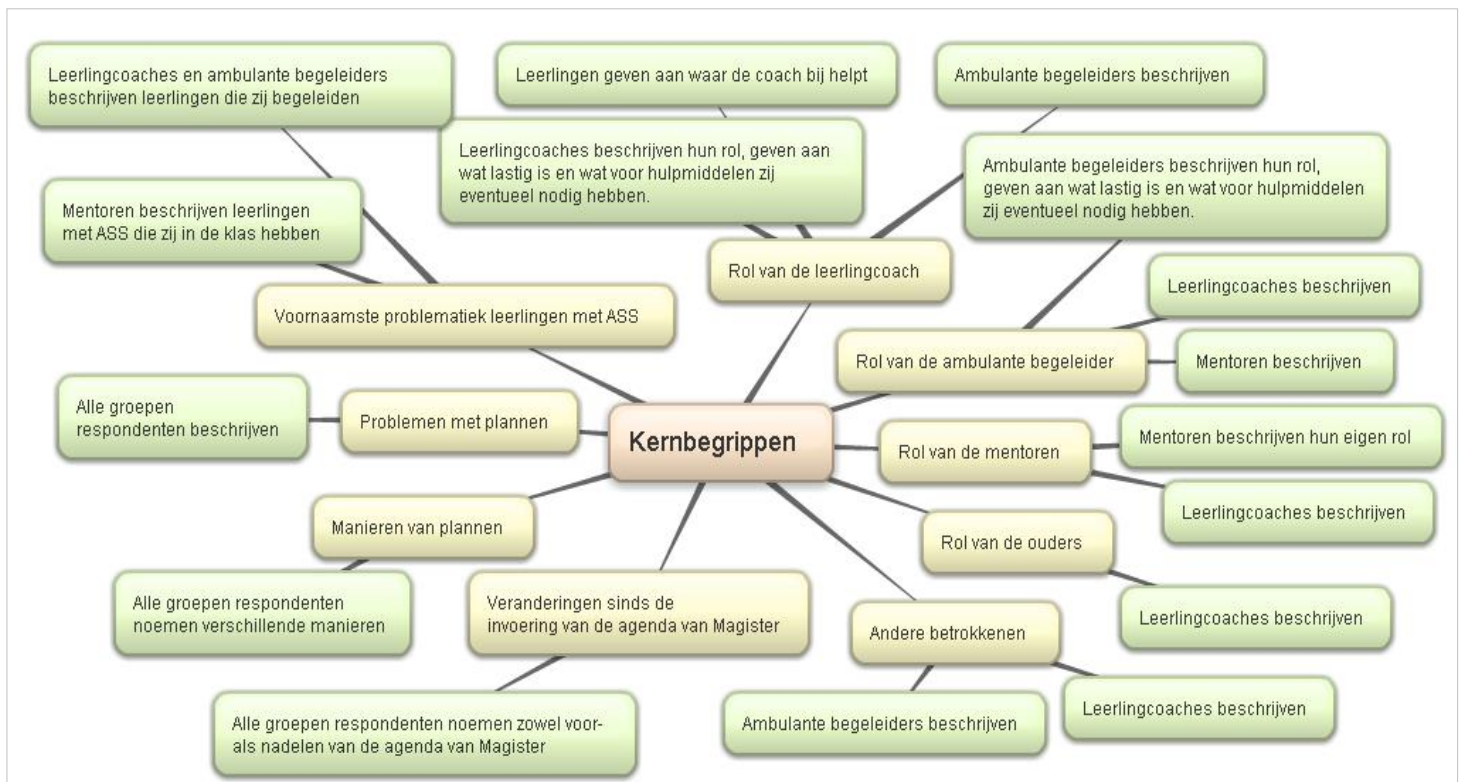 Leerlingcoaches en ambulante begeleiders
beschrijven leerlingen die zij begeleiden
Leerlingen geven aan waar de coach bij helpt
Ambulante begeleiders beschrijven
Leerlingcoaches beschrijven hun rol, geven aan
wat lastig is en wat voor hulpmiddelen zij
eventueel nodig hebben.
Ambulante begeleiders beschrijven hun rol,
geven aan wat lastig is en wat voor hulpmiddelen
zij eventueel nodig hebben.
Mentoren beschrijven leerlingen
met ASS die zij in de klas hebben
Rol van de leerlingcoach
Leerlingcoaches beschrijven
Voornaamste problematiek leerlingen met ASS
Rol van de ambulante begeleider
Mentoren beschrijven
Alle groepen
respondenten beschrijven
Problemen met plannen
Kernbegrippen
Rol van de mentoren
Mentoren beschrijven hun eigen rol
Leerlingcoaches beschrijven
Manieren van plannen
Rol van de ouders
Alle groepen respondenten
noemen verschillende manieren
Veranderingen sinds de
invoering van de agenda van Magister
Andere betrokkenen
Leerlingcoaches beschrijven
Alle groepen respondenten noemen zowel voor-
als nadelen van de agenda van Magister
Ambulante begeleiders beschrijven
Leerlingcoaches beschrijven